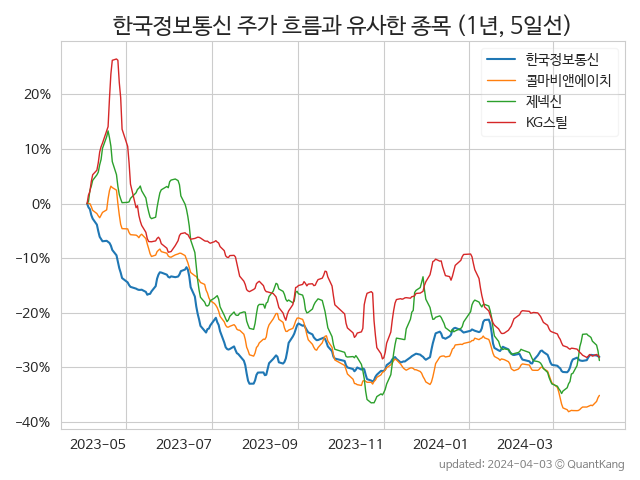 한국정보통신 주가 흐름과 유사한 종목 (1년, 5일선)
한국정보통신
콜마비앤에이치
제넥신
KG스틸
20%
10%
0%
−10%
−20%
−30%
−40%
2023-05
2023-07
2023-09
2023-11
2024-01
2024-03
updated: 2024-04-03 © QuantKang